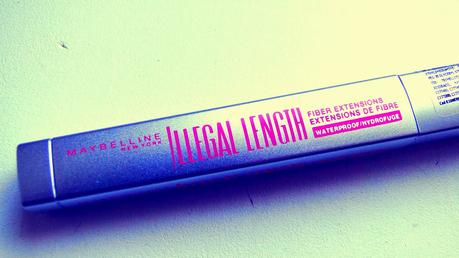 MAYBELLINE
NEW YORK
ILLEGAL LENGTH
FIBER EXTENSIONS
EXTENSIONS DE FIBRE
WATERPROOF/HYDROFUGE